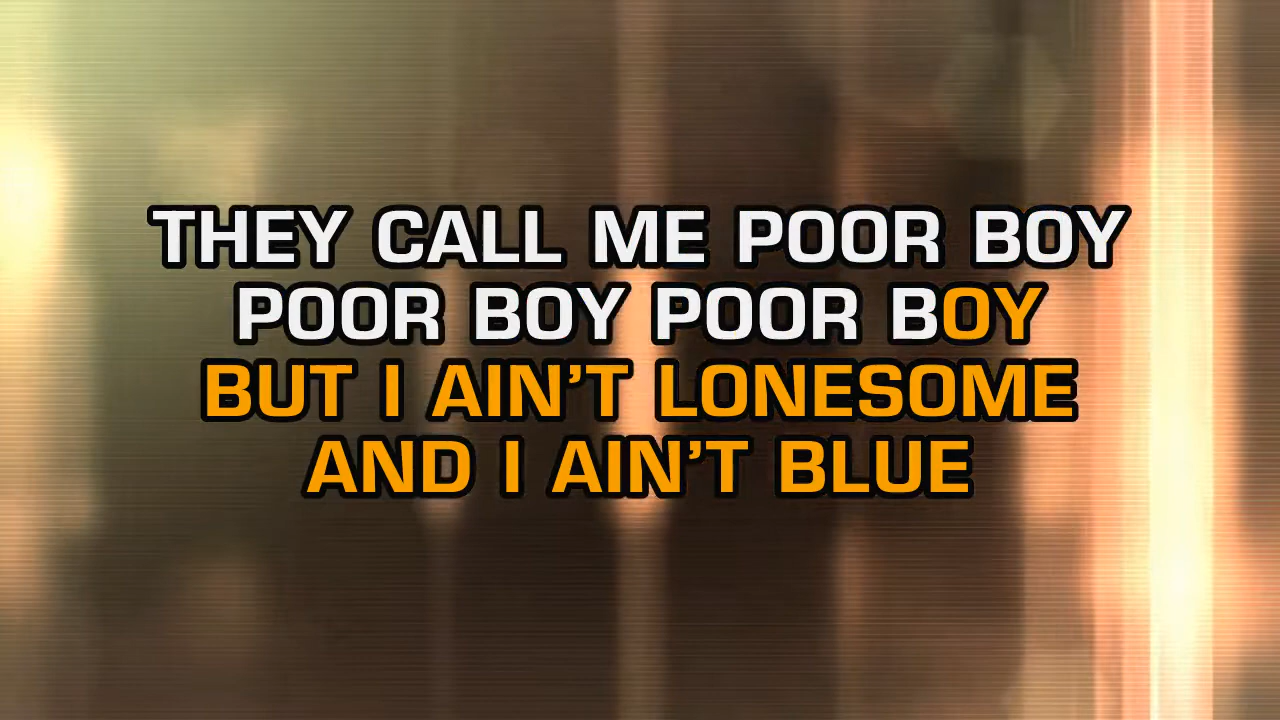 THEY CALL ME POOR BOY
POOR BOY POOR BOY
BUT I AIN’T LONESOME
AND I AIN’T BLUE